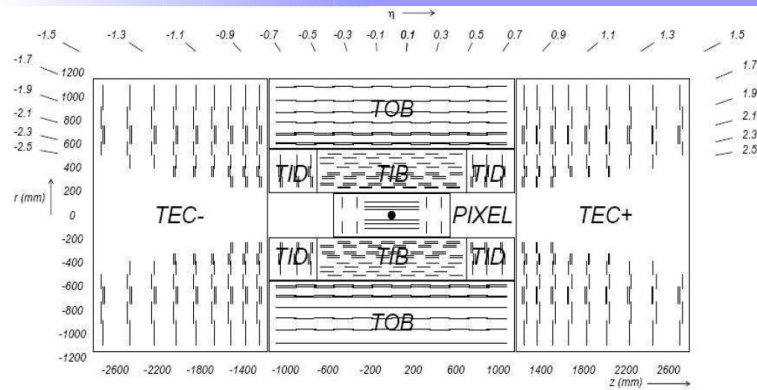 η
-1.5 -1.3 -1.1 -0.9 -0.7 -0.5 -0.3 -0.1 0.1 0.3 0.5 0.7 0.9 1.1 1.3 1.5
-1.7 1200 1.7
-1.9 1000 1.9
-2.1 800 TOB 2.1
-2.3 600 2.3
-2.5 400 2.5
TID TIB TID
r (mm) 200
0 TEC- PIXEL TEC+
-200
-400 TID TIB TID
-600
-800
-1000 TOB
-1200
-2600 -2200 -1800 -1400 -1000 -600 -200 200 600 1000 1400 1800 2200 2600
z (mm)